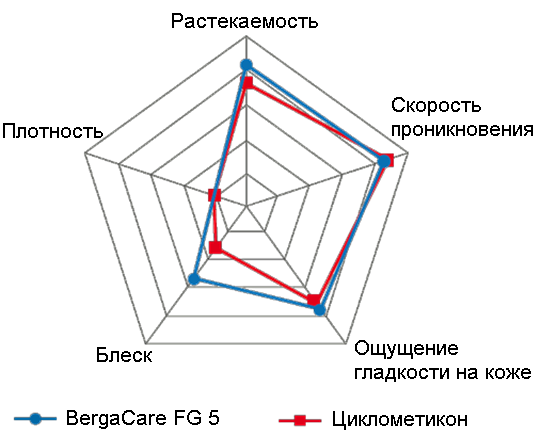 Растекаемость
Скорость
проникновения
Плотность
Блеск
Ощущение
гладкости на коже
BergaCare FG 5
Циклометикон